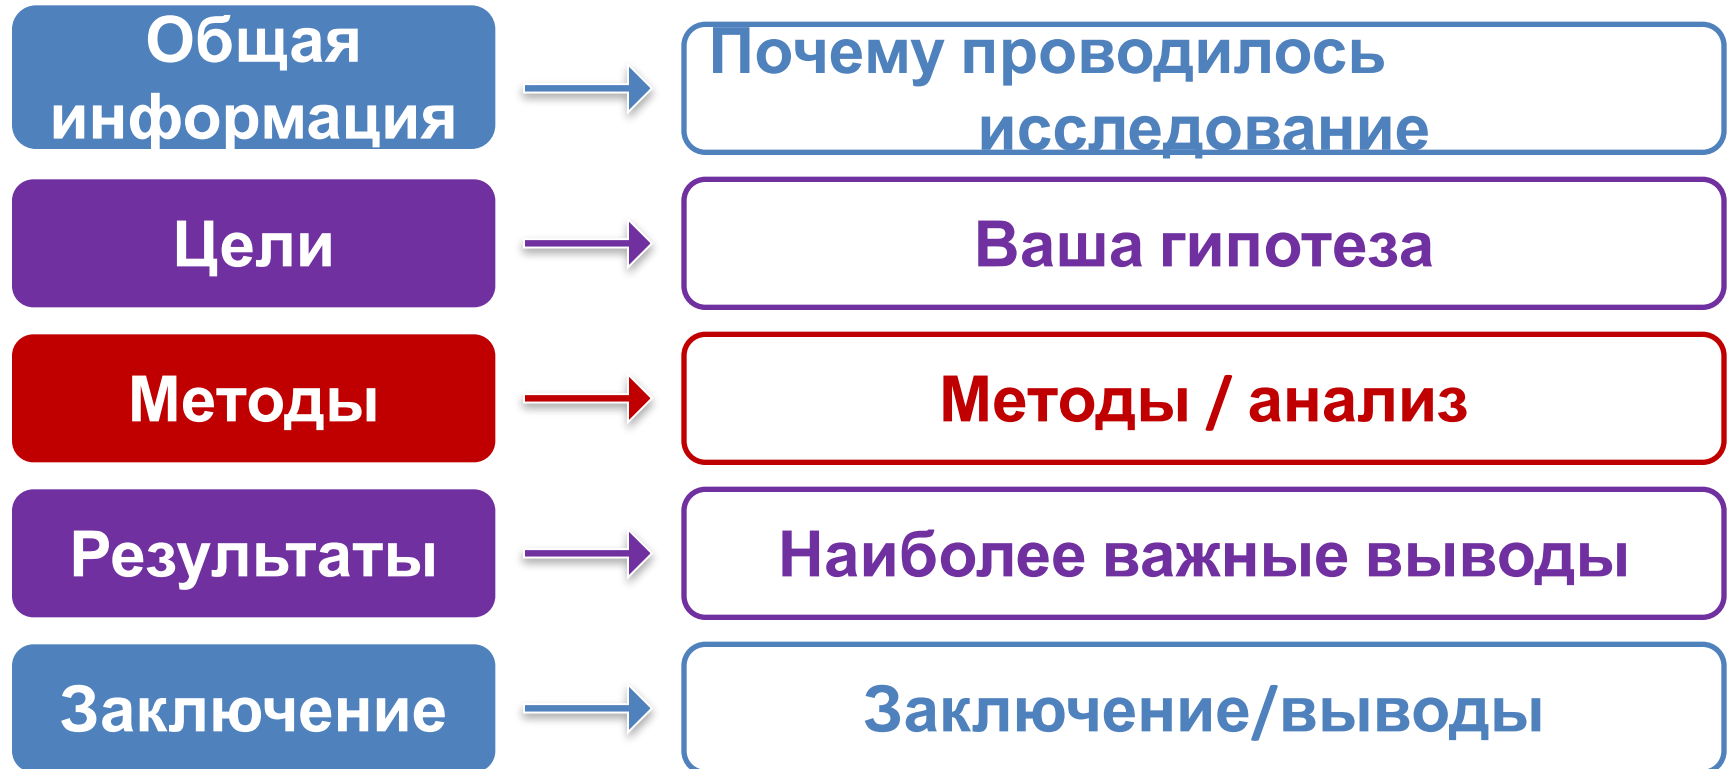 Общая
информация
Почему проводилось
исследование
Цели
Ваша гипотеза
Методы
Методы / анализ
Результаты
Наиболее важные выводы
Заключение
Заключение/выводы